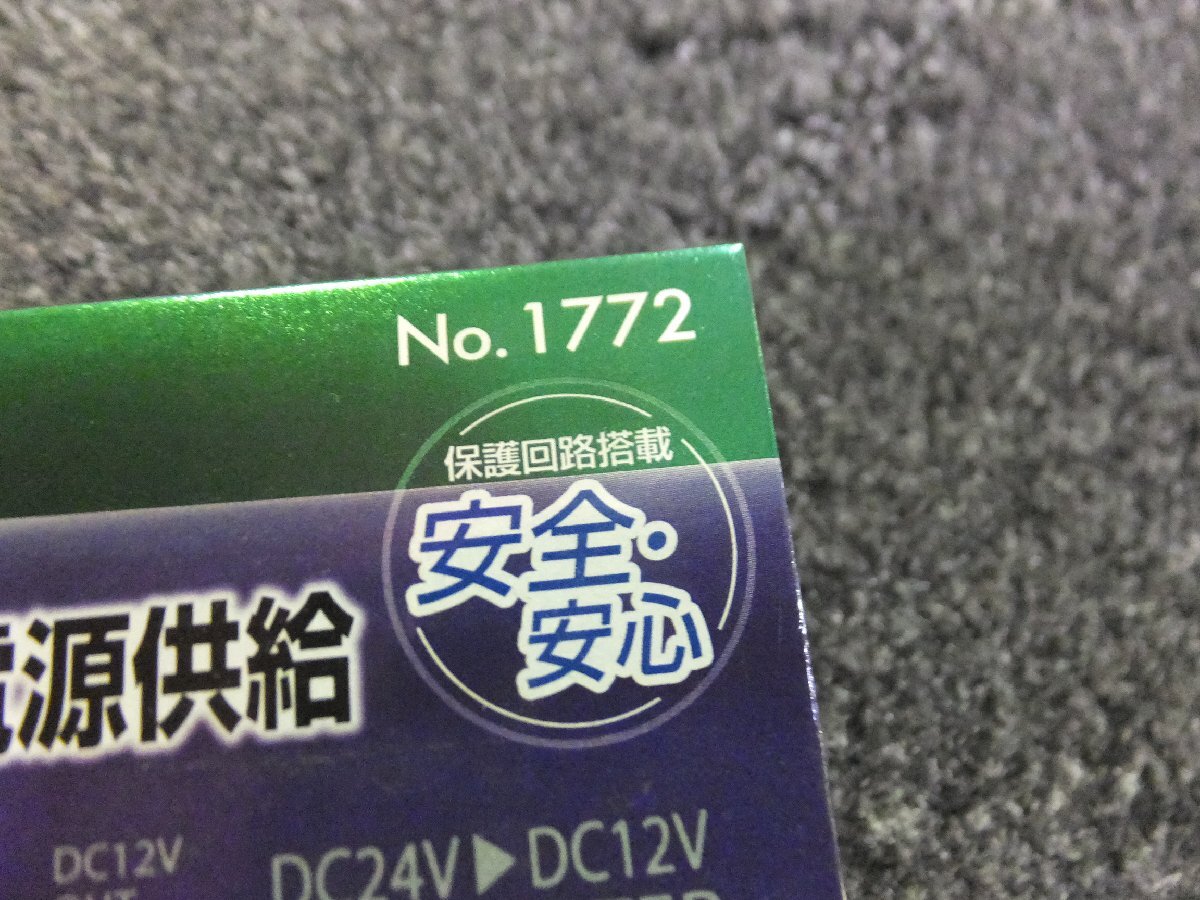 No. 1772
保護回路搭載
安全・
安心
源供給
DC12V
DC24V▶DC12V